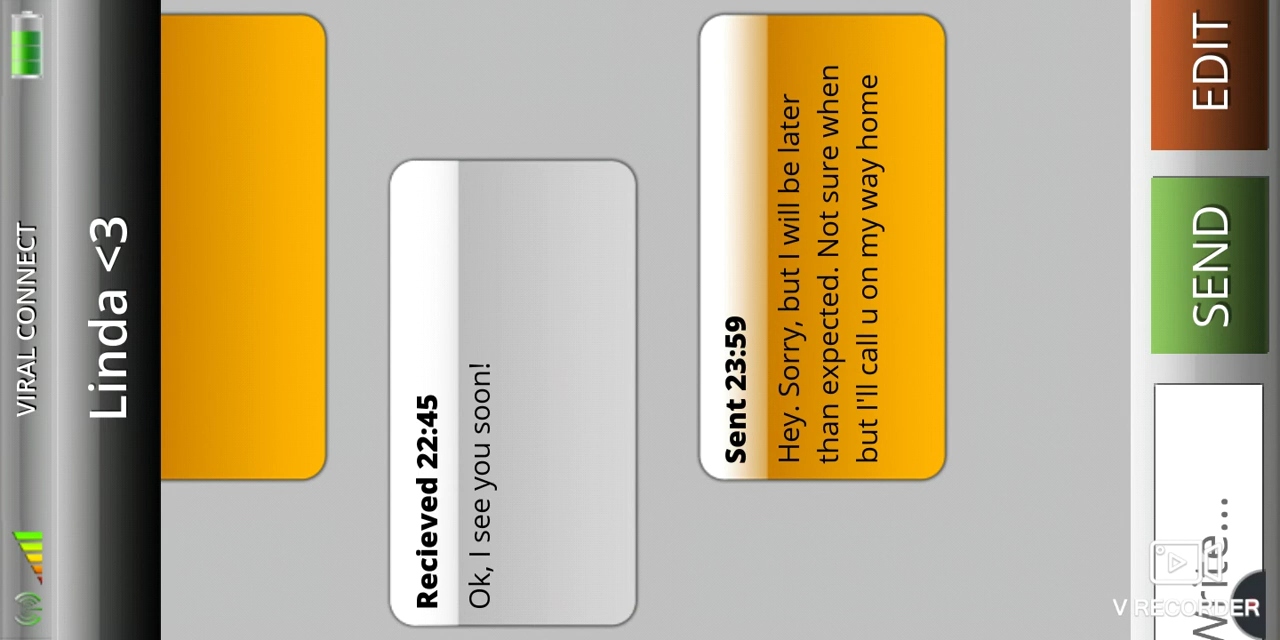 VIRAL CONNECT
Linda <3
Recieved 22:45
Ok, I see you soon!
Sent 23:59
Hey. Sorry, but I will be later
than expected. Not sure when
but I'll call u on my way home
Write...
SEND
EDIT
V RECORDER